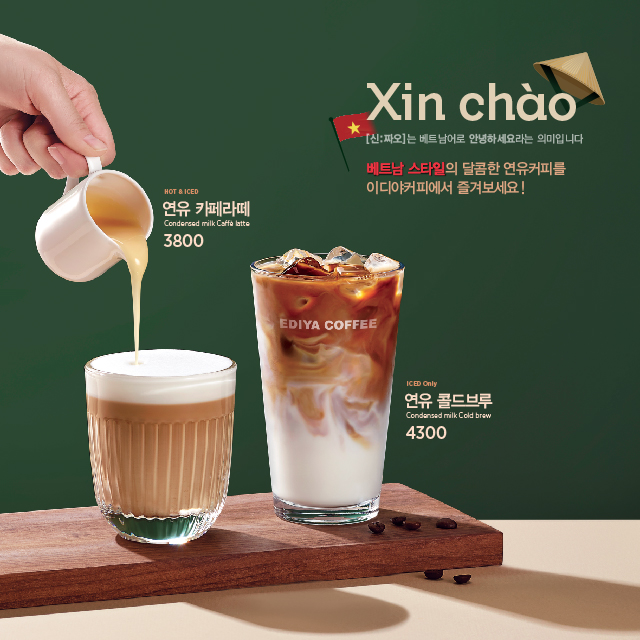 Xin chào
[신:짜오]는 베트남어로 안녕하세요라는 의미입니다
베트남 스타일의 달콤한 연유커피를
이디야커피에서 즐겨보세요!
HOT & ICED
연유 카페라떼
Condensed milk Caffé latte
3800
EDIYA COFFEE
ICED Only
연유 콜드브루
Condensed milk Cold brew
4300